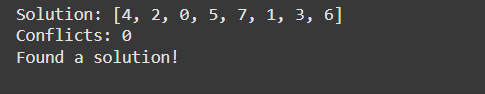 Solution: [4, 2, 0, 5, 7, 1, 3, 6]
Conflicts: 0
Found a solution!